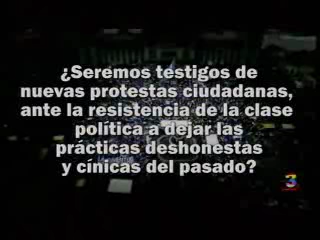 ¿Seremos testigos de
nuevas protestas ciudadanas,
ante la resistencia de la clase
política a dejar las
prácticas deshonestas
y cínicas del pasado?
3